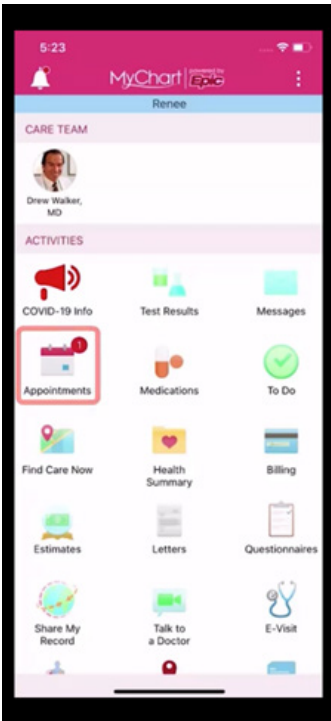 5:23
MyChart powered by Epic
Renee
CARE TEAM
Drew Walker,
MD
ACTIVITIES
COVID-19 Info
Test Results
Messages
1
Appointments
Medications
To Do
Find Care Now
Health
Summary
Billing
Estimates
Letters
Questionnaires
Share My
Record
Talk to
a Doctor
E-Visit